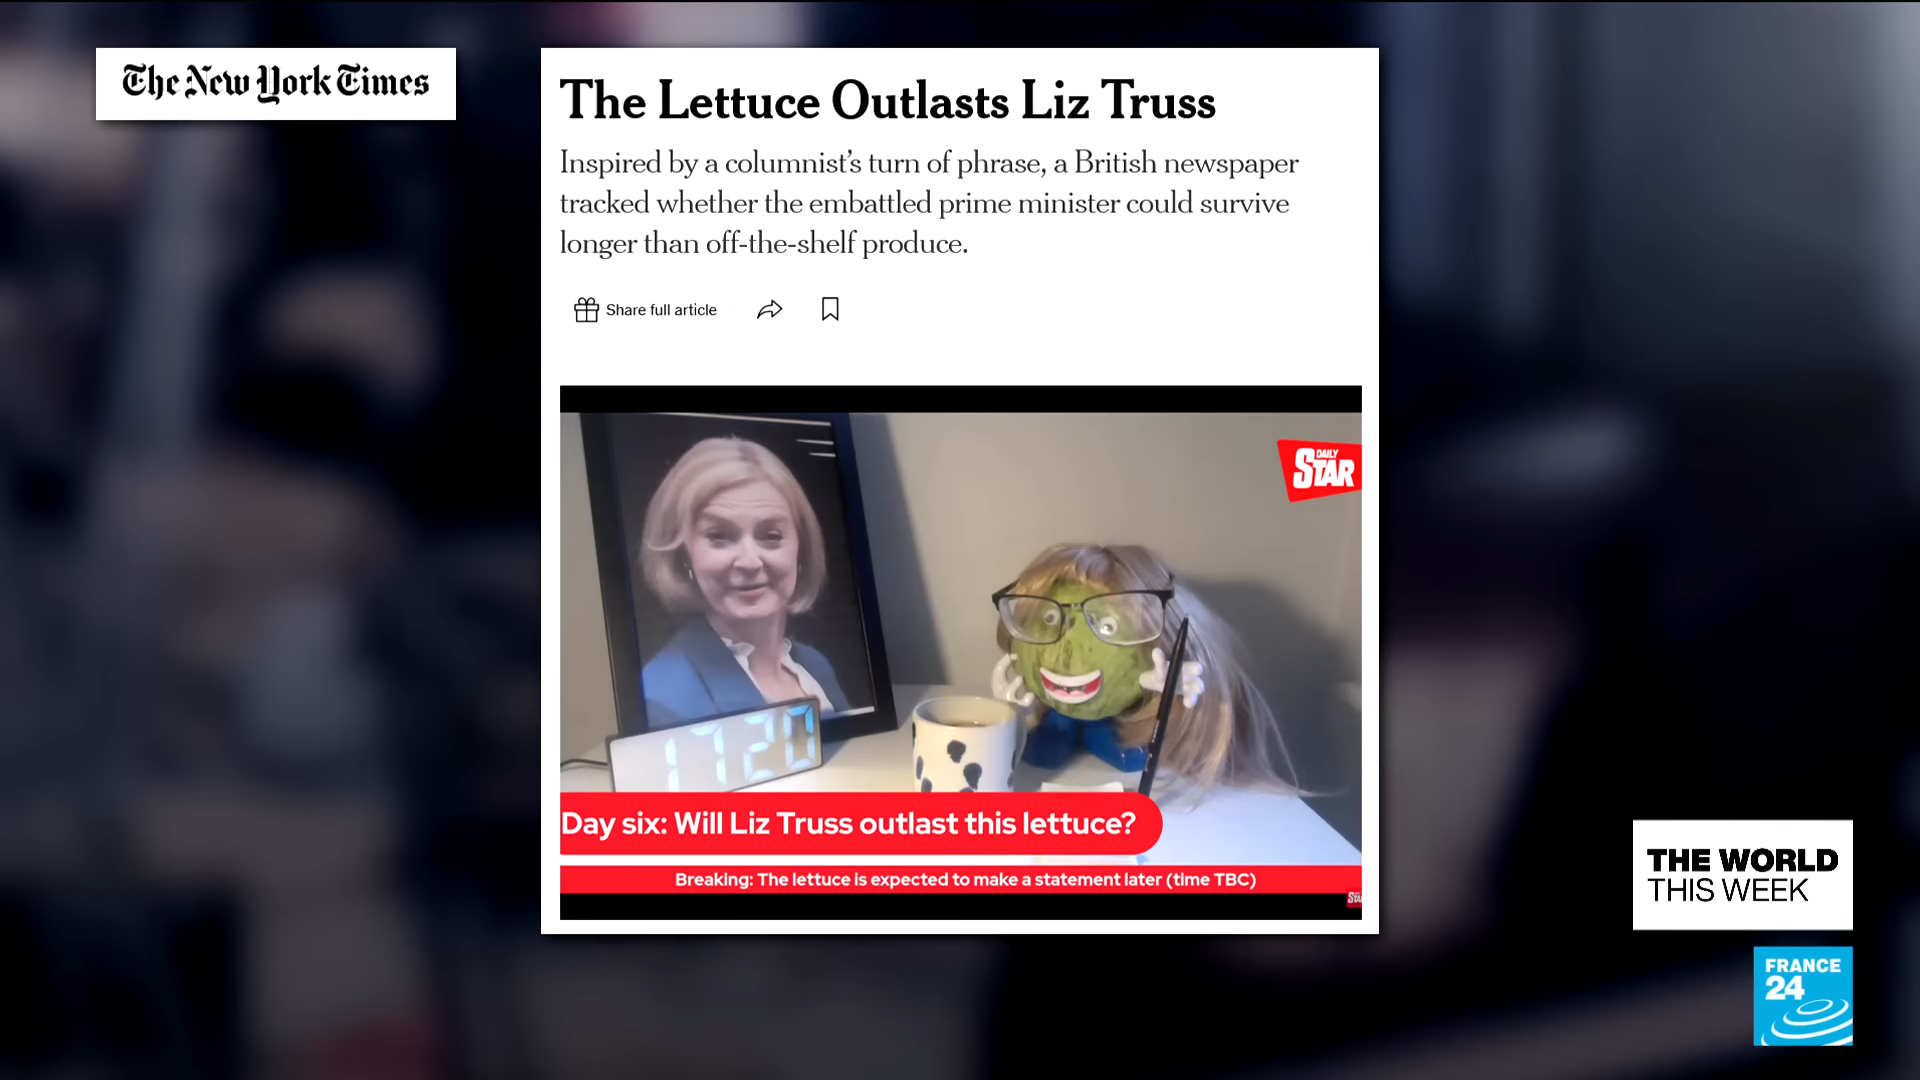 The New York Times
The Lettuce Outlasts Liz Truss
Inspired by a columnist’s turn of phrase, a British newspaper
tracked whether the embattled prime minister could survive
longer than off-the-shelf produce.
Share full article
DAILY
STAR
1720
Day six: Will Liz Truss outlast this lettuce?
Breaking: The lettuce is expected to make a statement later (time TBC)
THE WORLD
THIS WEEK
FRANCE
24